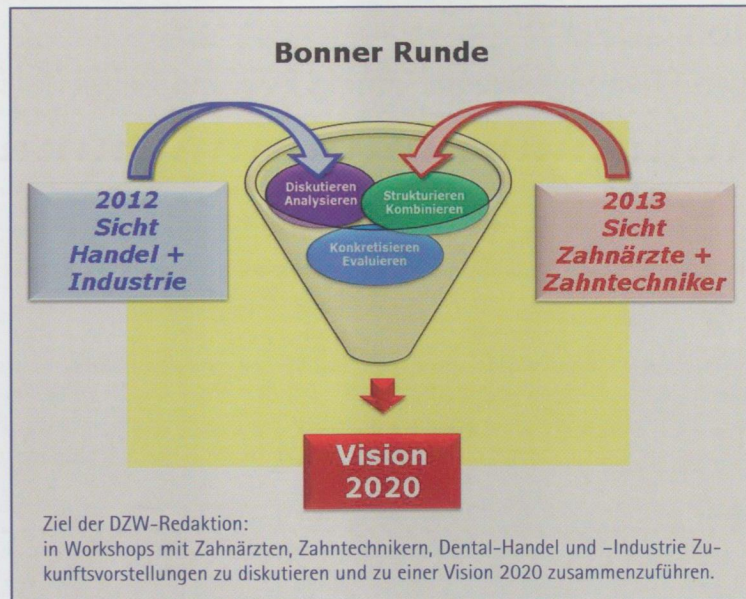 Bonner Runde
Diskutieren
Analysieren
Strukturieren
Kombinieren
Konkretisieren
Evaluieren
2012
Sicht
Handel +
Industrie
2013
Sicht
Zahnärzte +
Zahntechniker
Vision
2020
Ziel der DZW-Redaktion:
in Workshops mit Zahnärzten, Zahntechnikern, Dental-Handel und –Industrie Zu-
kunftsvorstellungen zu diskutieren und zu einer Vision 2020 zusammenzuführen.